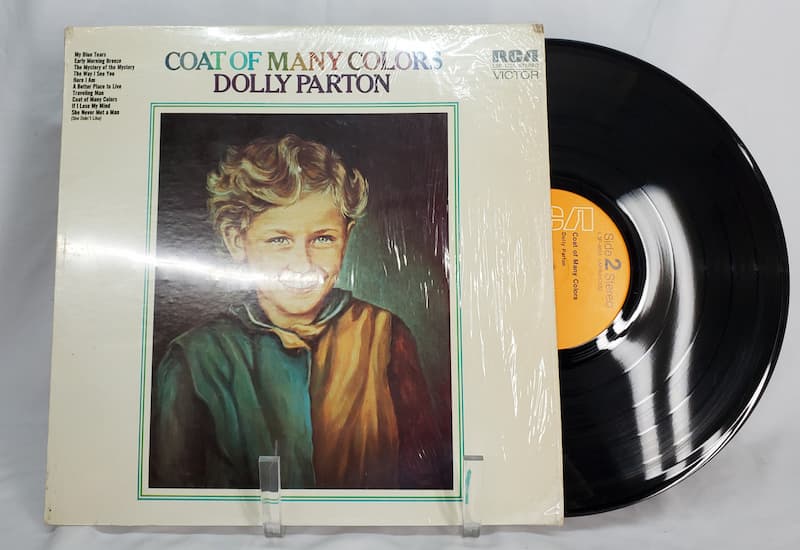 My Blue Tears
Early Morning Breeze
The Mystery of the Mystery
The Way I See You
Here I Am
A Better Place to Live
Traveling Man
Coat of Many Colors
If I Lose My Mind
She Never Met a Man
(She Didn't Like)
COAT OF MANY COLORS
DOLLY PARTON
RCA
STEREO
VICTOR
Side 2 Stereo
Coat of Many Colors
Dolly Parton